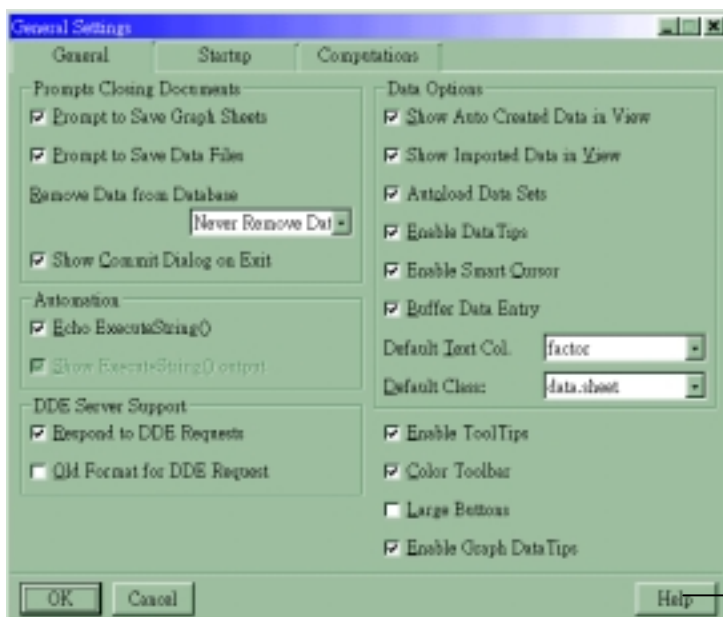 General Settings
General Startup Computations
Prompts Closing Documents
Prompt to Save Graph Sheets
Prompt to Save Data Files
Remove Data from Database
Never Remove Dat
Show Commit Dialog on Exit
Automation
Echo ExecuteString()
Show ExecuteString() output
DDE Server Support
Respond to DDE Requests
Old Format for DDE Request
Data Options
Show Auto Created Data in View
Show Imported Data in View
Autoload Data Sets
Enable DataTips
Enable Smart Cursor
Buffer Data Entry
Default Text Col. factor
Default Class: data.sheet
Enable ToolTips
Color Toolbar
Large Buttons
Enable Graph DataTips
OK Cancel Help